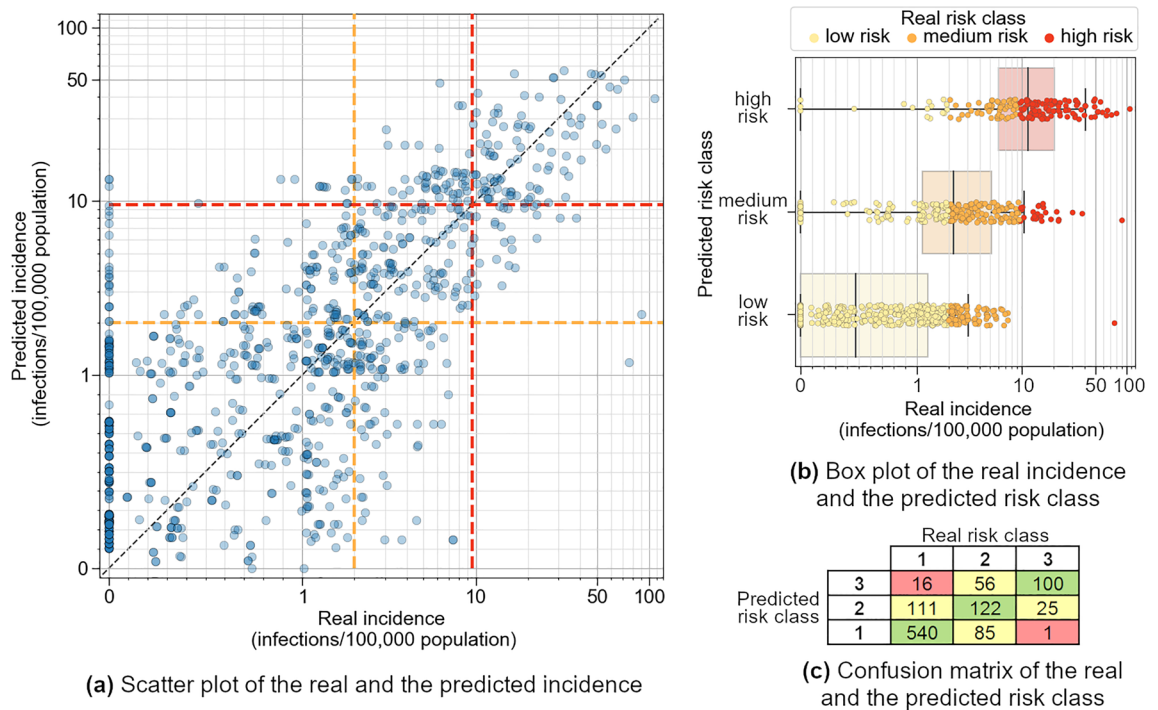 100
50
10
1
0
Predicted incidence
(infections/100,000 population)
0
1
10
50
100
Real incidence
(infections/100,000 population)
(a) Scatter plot of the real and the predicted incidence
Real risk class
low risk medium risk high risk
Predicted risk class
high
risk
medium
risk
low
risk
0 1 10 50 100
Real incidence
(infections/100,000 population)
(b) Box plot of the real incidence
and the predicted risk class
Real risk class
1 2 3
Predicted
risk class
3 16 56 100
2 111 122 25
1 540 85 1
(c) Confusion matrix of the real
and the predicted risk class